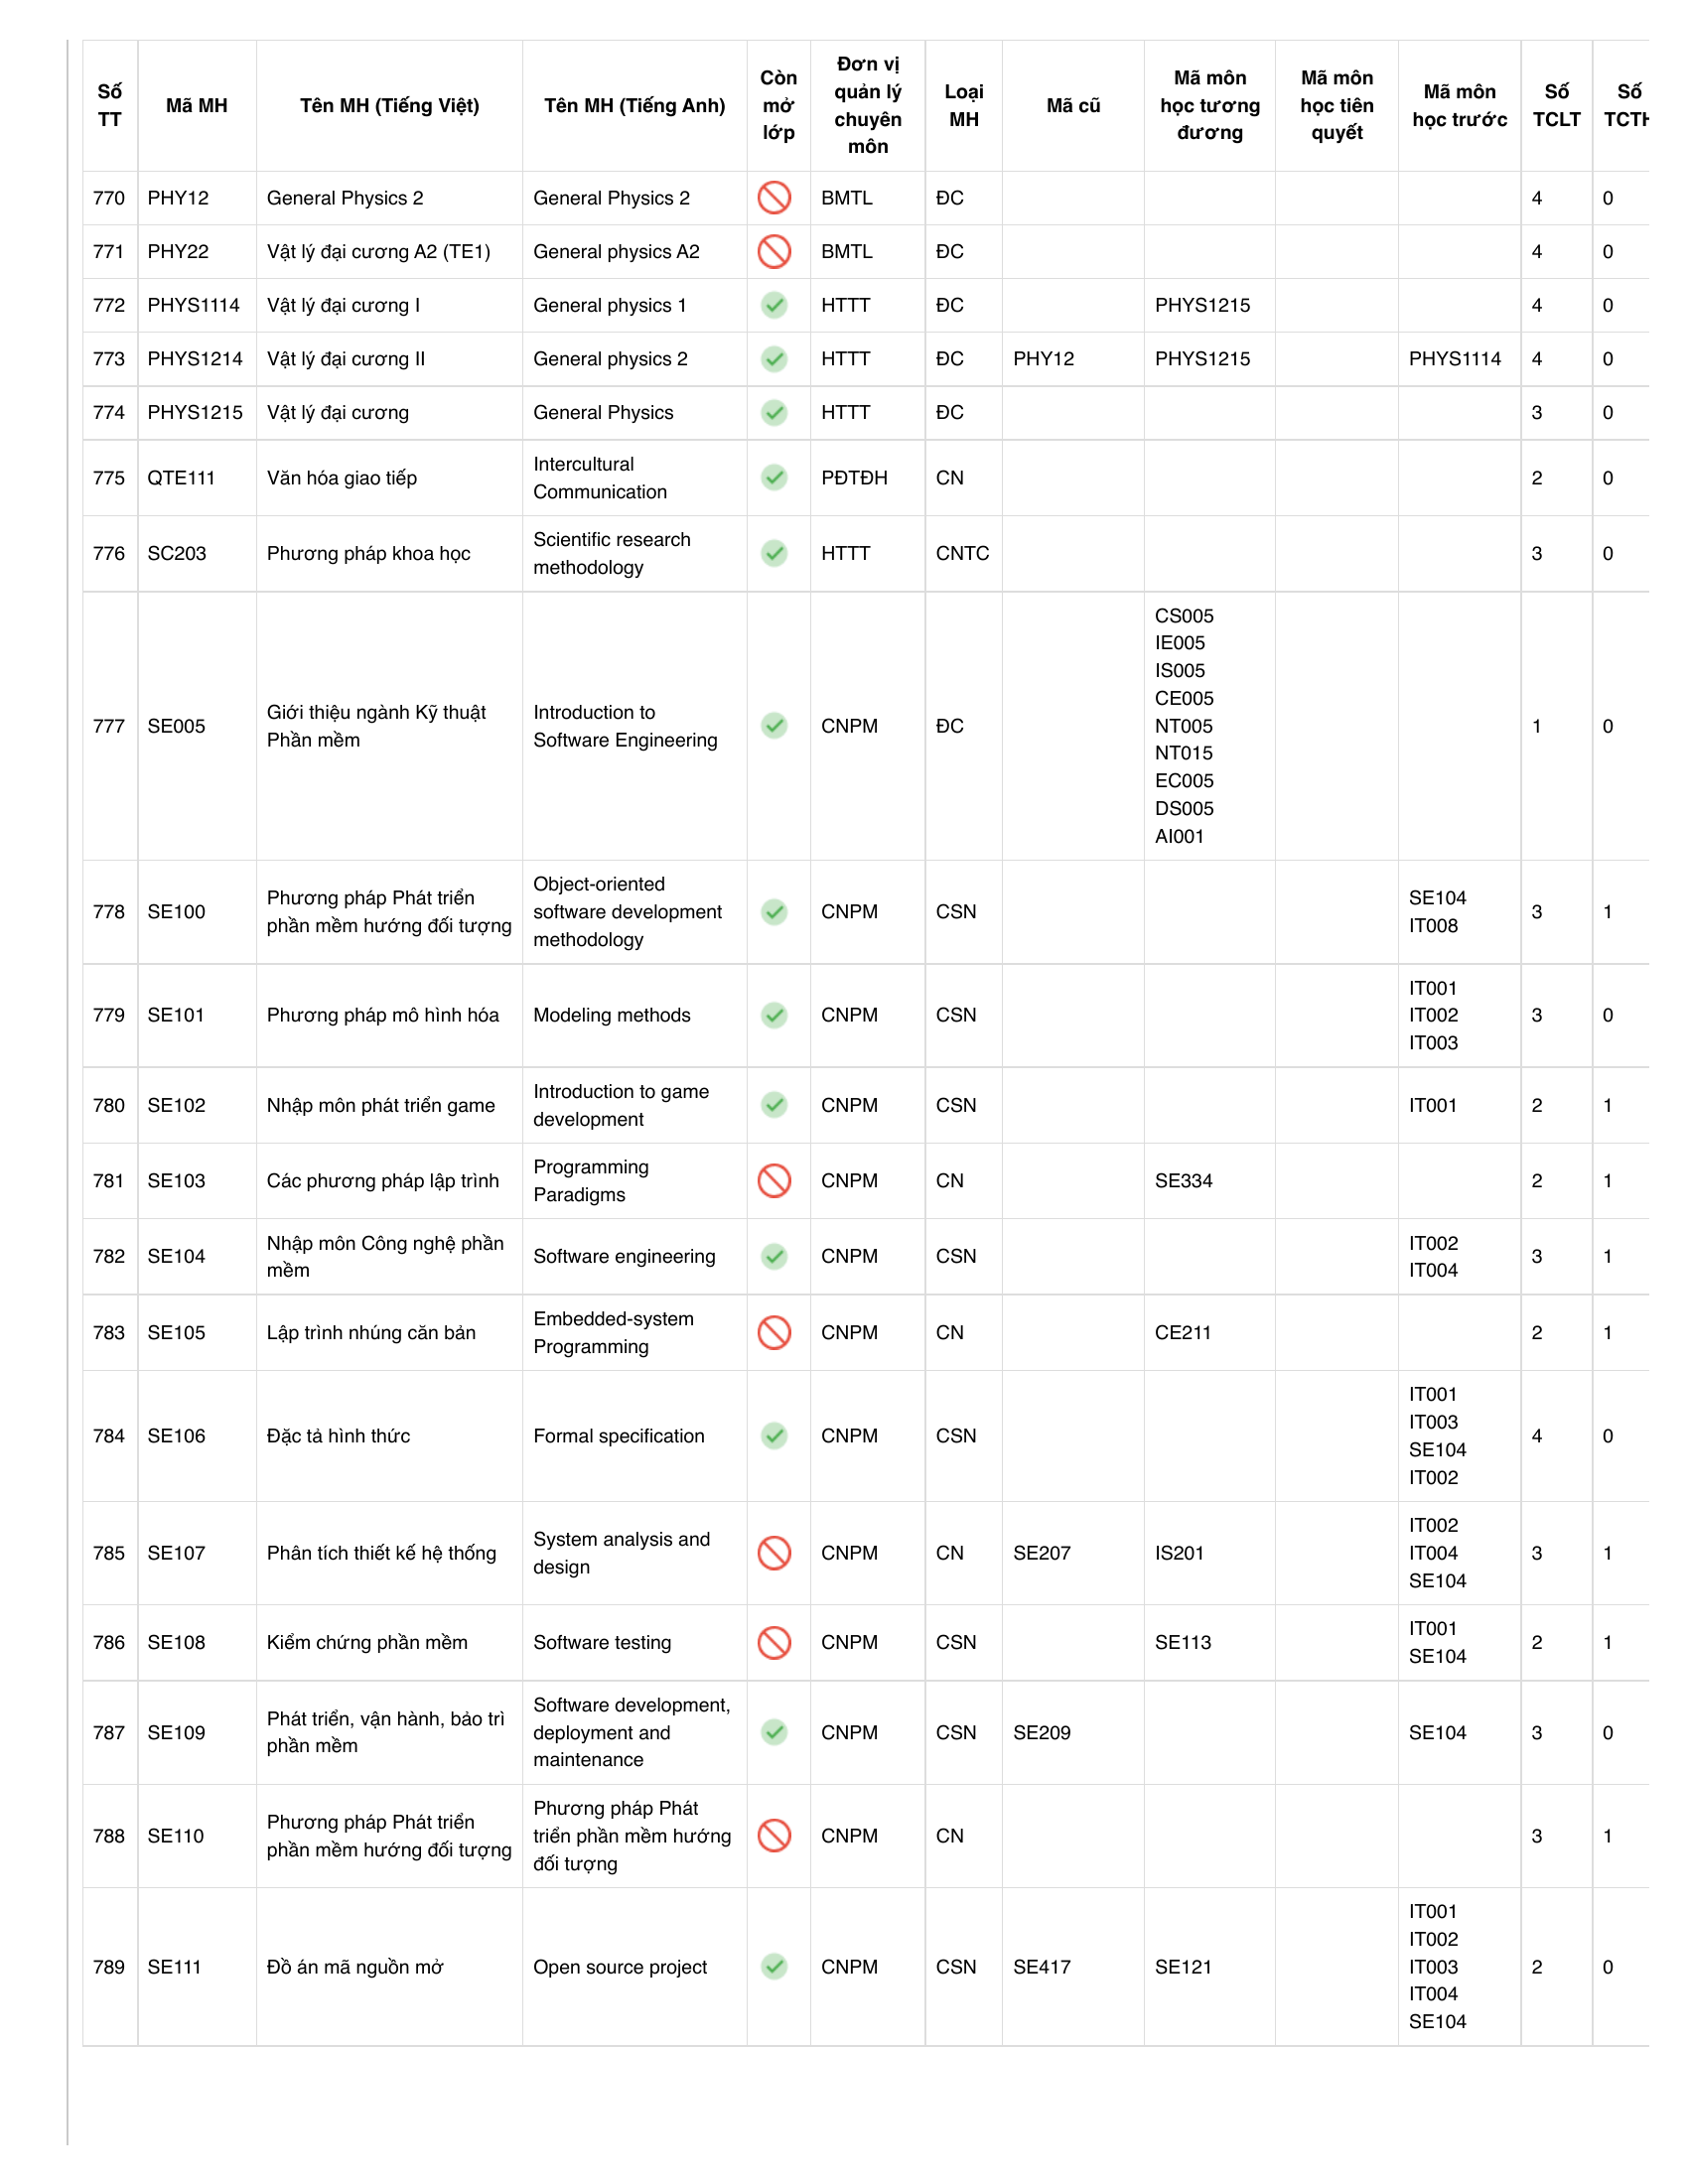 Số TT | Mã MH | Tên MH (Tiếng Việt) | Tên MH (Tiếng Anh) | Còn mở lớp | Đơn vị quản lý chuyên môn | Loại MH | Mã cũ | Mã môn học tương đương | Mã môn học tiên quyết | Mã môn học trước | Số TCLT | Số TCTH
770 | PHY12 | General Physics 2 | General Physics 2 | BMTL | ĐC | 4 | 0
771 | PHY22 | Vật lý đại cương A2 (TE1) | General physics A2 | BMTL | ĐC | 4 | 0
772 | PHYS1114 | Vật lý đại cương I | General physics 1 | HTTT | ĐC | PHYS1215 | 4 | 0
773 | PHYS1214 | Vật lý đại cương II | General physics 2 | HTTT | ĐC | PHY12 | PHYS1215 | PHYS1114 | 4 | 0
774 | PHYS1215 | Vật lý đại cương | General Physics | HTTT | ĐC | 3 | 0
775 | QTE111 | Văn hóa giao tiếp | Intercultural Communication | PĐTĐH | CN | 2 | 0
776 | SC203 | Phương pháp khoa học | Scientific research methodology | HTTT | CNTC | 3 | 0
777 | SE005 | Giới thiệu ngành Kỹ thuật Phần mềm | Introduction to Software Engineering | CNPM | ĐC | CS005 IE005 IS005 CE005 NT005 NT015 EC005 DS005 AI001 | 1 | 0
778 | SE100 | Phương pháp Phát triển phần mềm hướng đối tượng | Object-oriented software development methodology | CNPM | CSN | SE104 IT008 | 3 | 1
779 | SE101 | Phương pháp mô hình hóa | Modeling methods | CNPM | CSN | IT001 IT002 IT003 | 3 | 0
780 | SE102 | Nhập môn phát triển game | Introduction to game development | CNPM | CSN | IT001 | 2 | 1
781 | SE103 | Các phương pháp lập trình | Programming Paradigms | CNPM | CN | SE334 | 2 | 1
782 | SE104 | Nhập môn Công nghệ phần mềm | Software engineering | CNPM | CSN | IT002 IT004 | 3 | 1
783 | SE105 | Lập trình nhúng căn bản | Embedded-system Programming | CNPM | CN | CE211 | 2 | 1
784 | SE106 | Đặc tả hình thức | Formal specification | CNPM | CSN | IT001 IT003 SE104 IT002 | 4 | 0
785 | SE107 | Phân tích thiết kế hệ thống | System analysis and design | CNPM | CN | SE207 | IS201 | IT002 IT004 SE104 | 3 | 1
786 | SE108 | Kiểm chứng phần mềm | Software testing | CNPM | CSN | SE113 | IT001 SE104 | 2 | 1
787 | SE109 | Phát triển, vận hành, bảo trì phần mềm | Software development, deployment and maintenance | CNPM | CSN | SE209 | SE104 | 3 | 0
788 | SE110 | Phương pháp Phát triển phần mềm hướng đối tượng | Phương pháp Phát triển phần mềm hướng đối tượng | CNPM | CN | 3 | 1
789 | SE111 | Đồ án mã nguồn mở | Open source project | CNPM | CSN | SE417 | SE121 | IT001 IT002 IT003 IT004 SE104 | 2 | 0